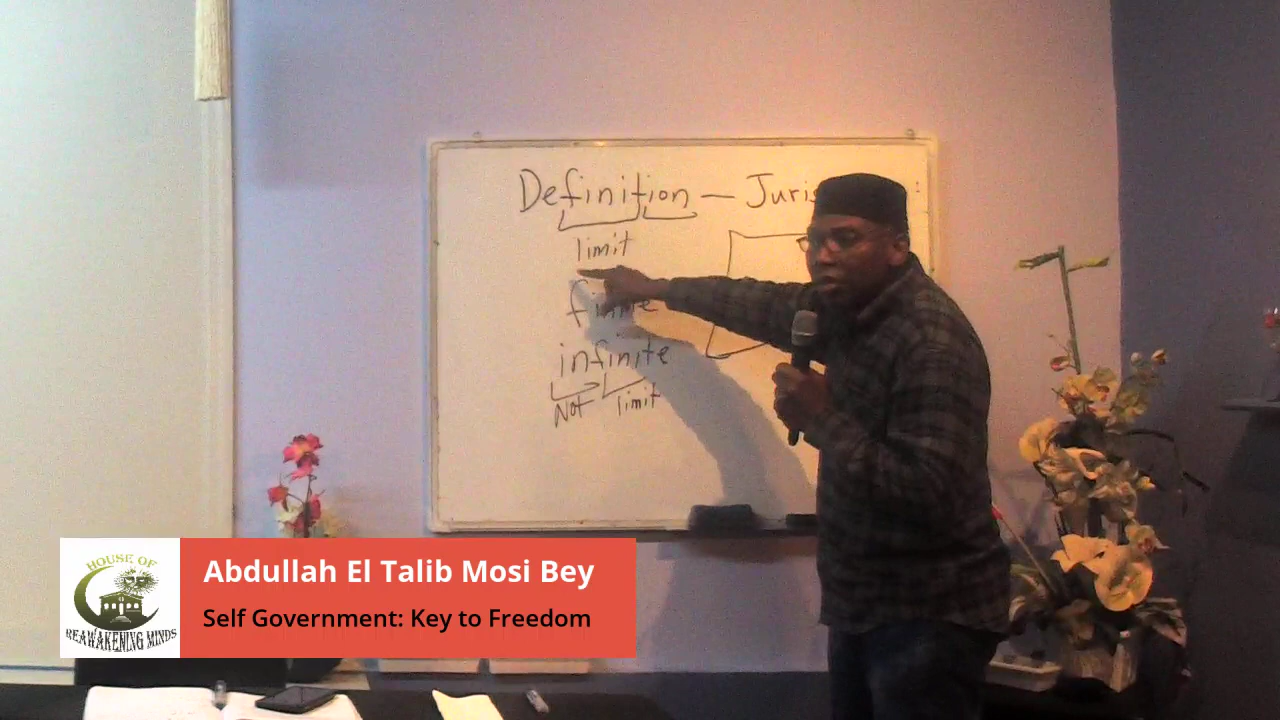 Definition — Juris
limit
finite
infinite
Not limit
HOUSE OF
REAWAKENING MINDS
Abdullah El Talib Mosi Bey
Self Government: Key to Freedom